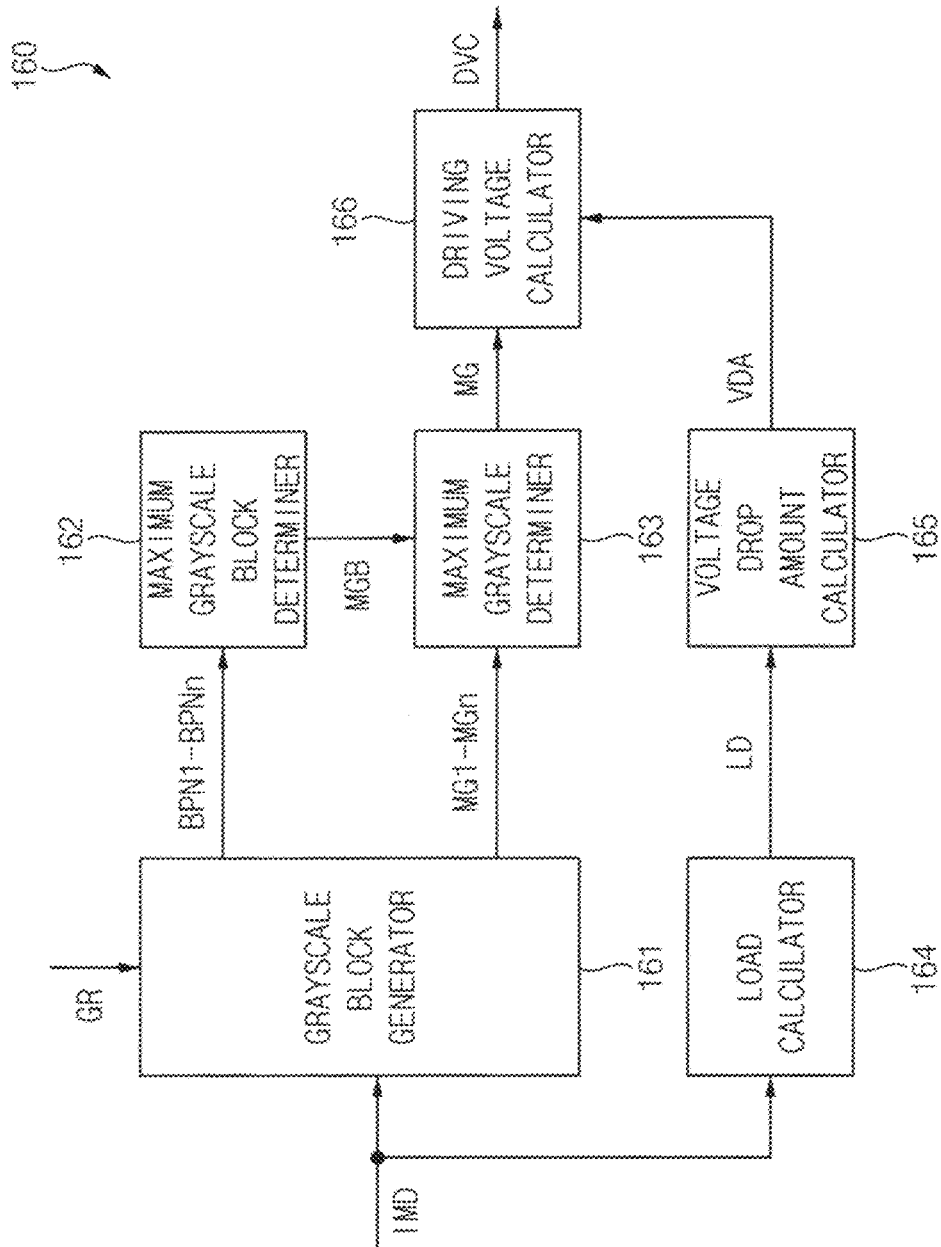 160
GR
IMD
GRAYSCALE
BLOCK
GENERATOR
161
BPN1-BPNn
MG1-MGn
162
MAXIMUM
GRAYSCALE
BLOCK
DETERMINER
MGB
MAXIMUM
GRAYSCALE
DETERMINER
163
MG
166
DRIVING
VOLTAGE
CALCULATOR
DVC
LOAD
CALCULATOR
164
LD
VOLTAGE
DROP
AMOUNT
CALCULATOR
165
VDA